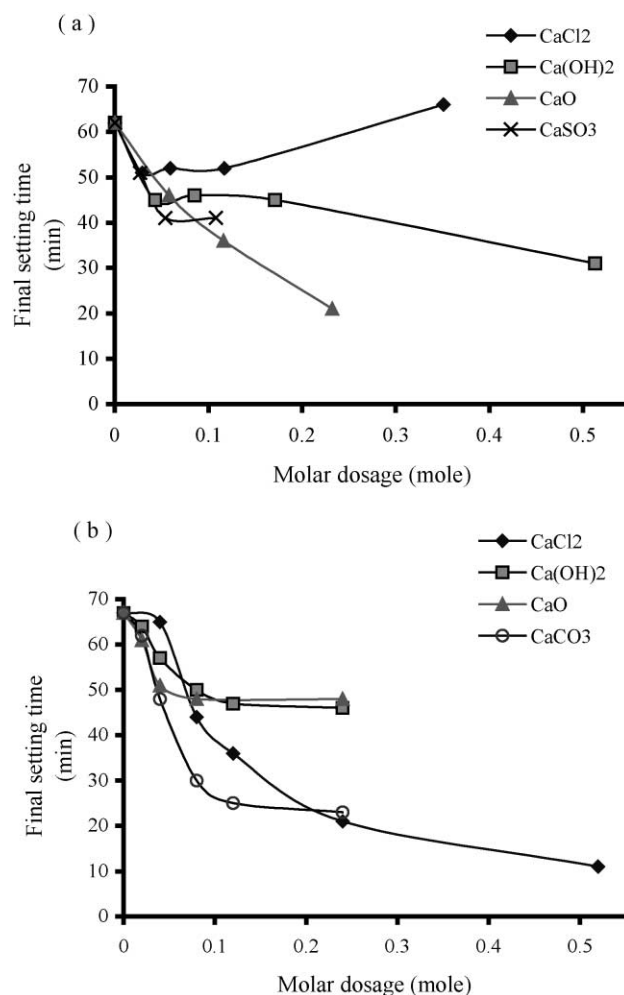 ( a )
CaCl2
Ca(OH)2
CaO
CaSO3
70
60
50
40
30
20
10
0
0
0.1
0.2
0.3
0.4
0.5
Final setting time
(min)
Molar dosage (mole)
( b )
CaCl2
Ca(OH)2
CaO
CaCO3
70
60
50
40
30
20
10
0
0
0.1
0.2
0.3
0.4
0.5
Final setting time
(min)
Molar dosage (mole)